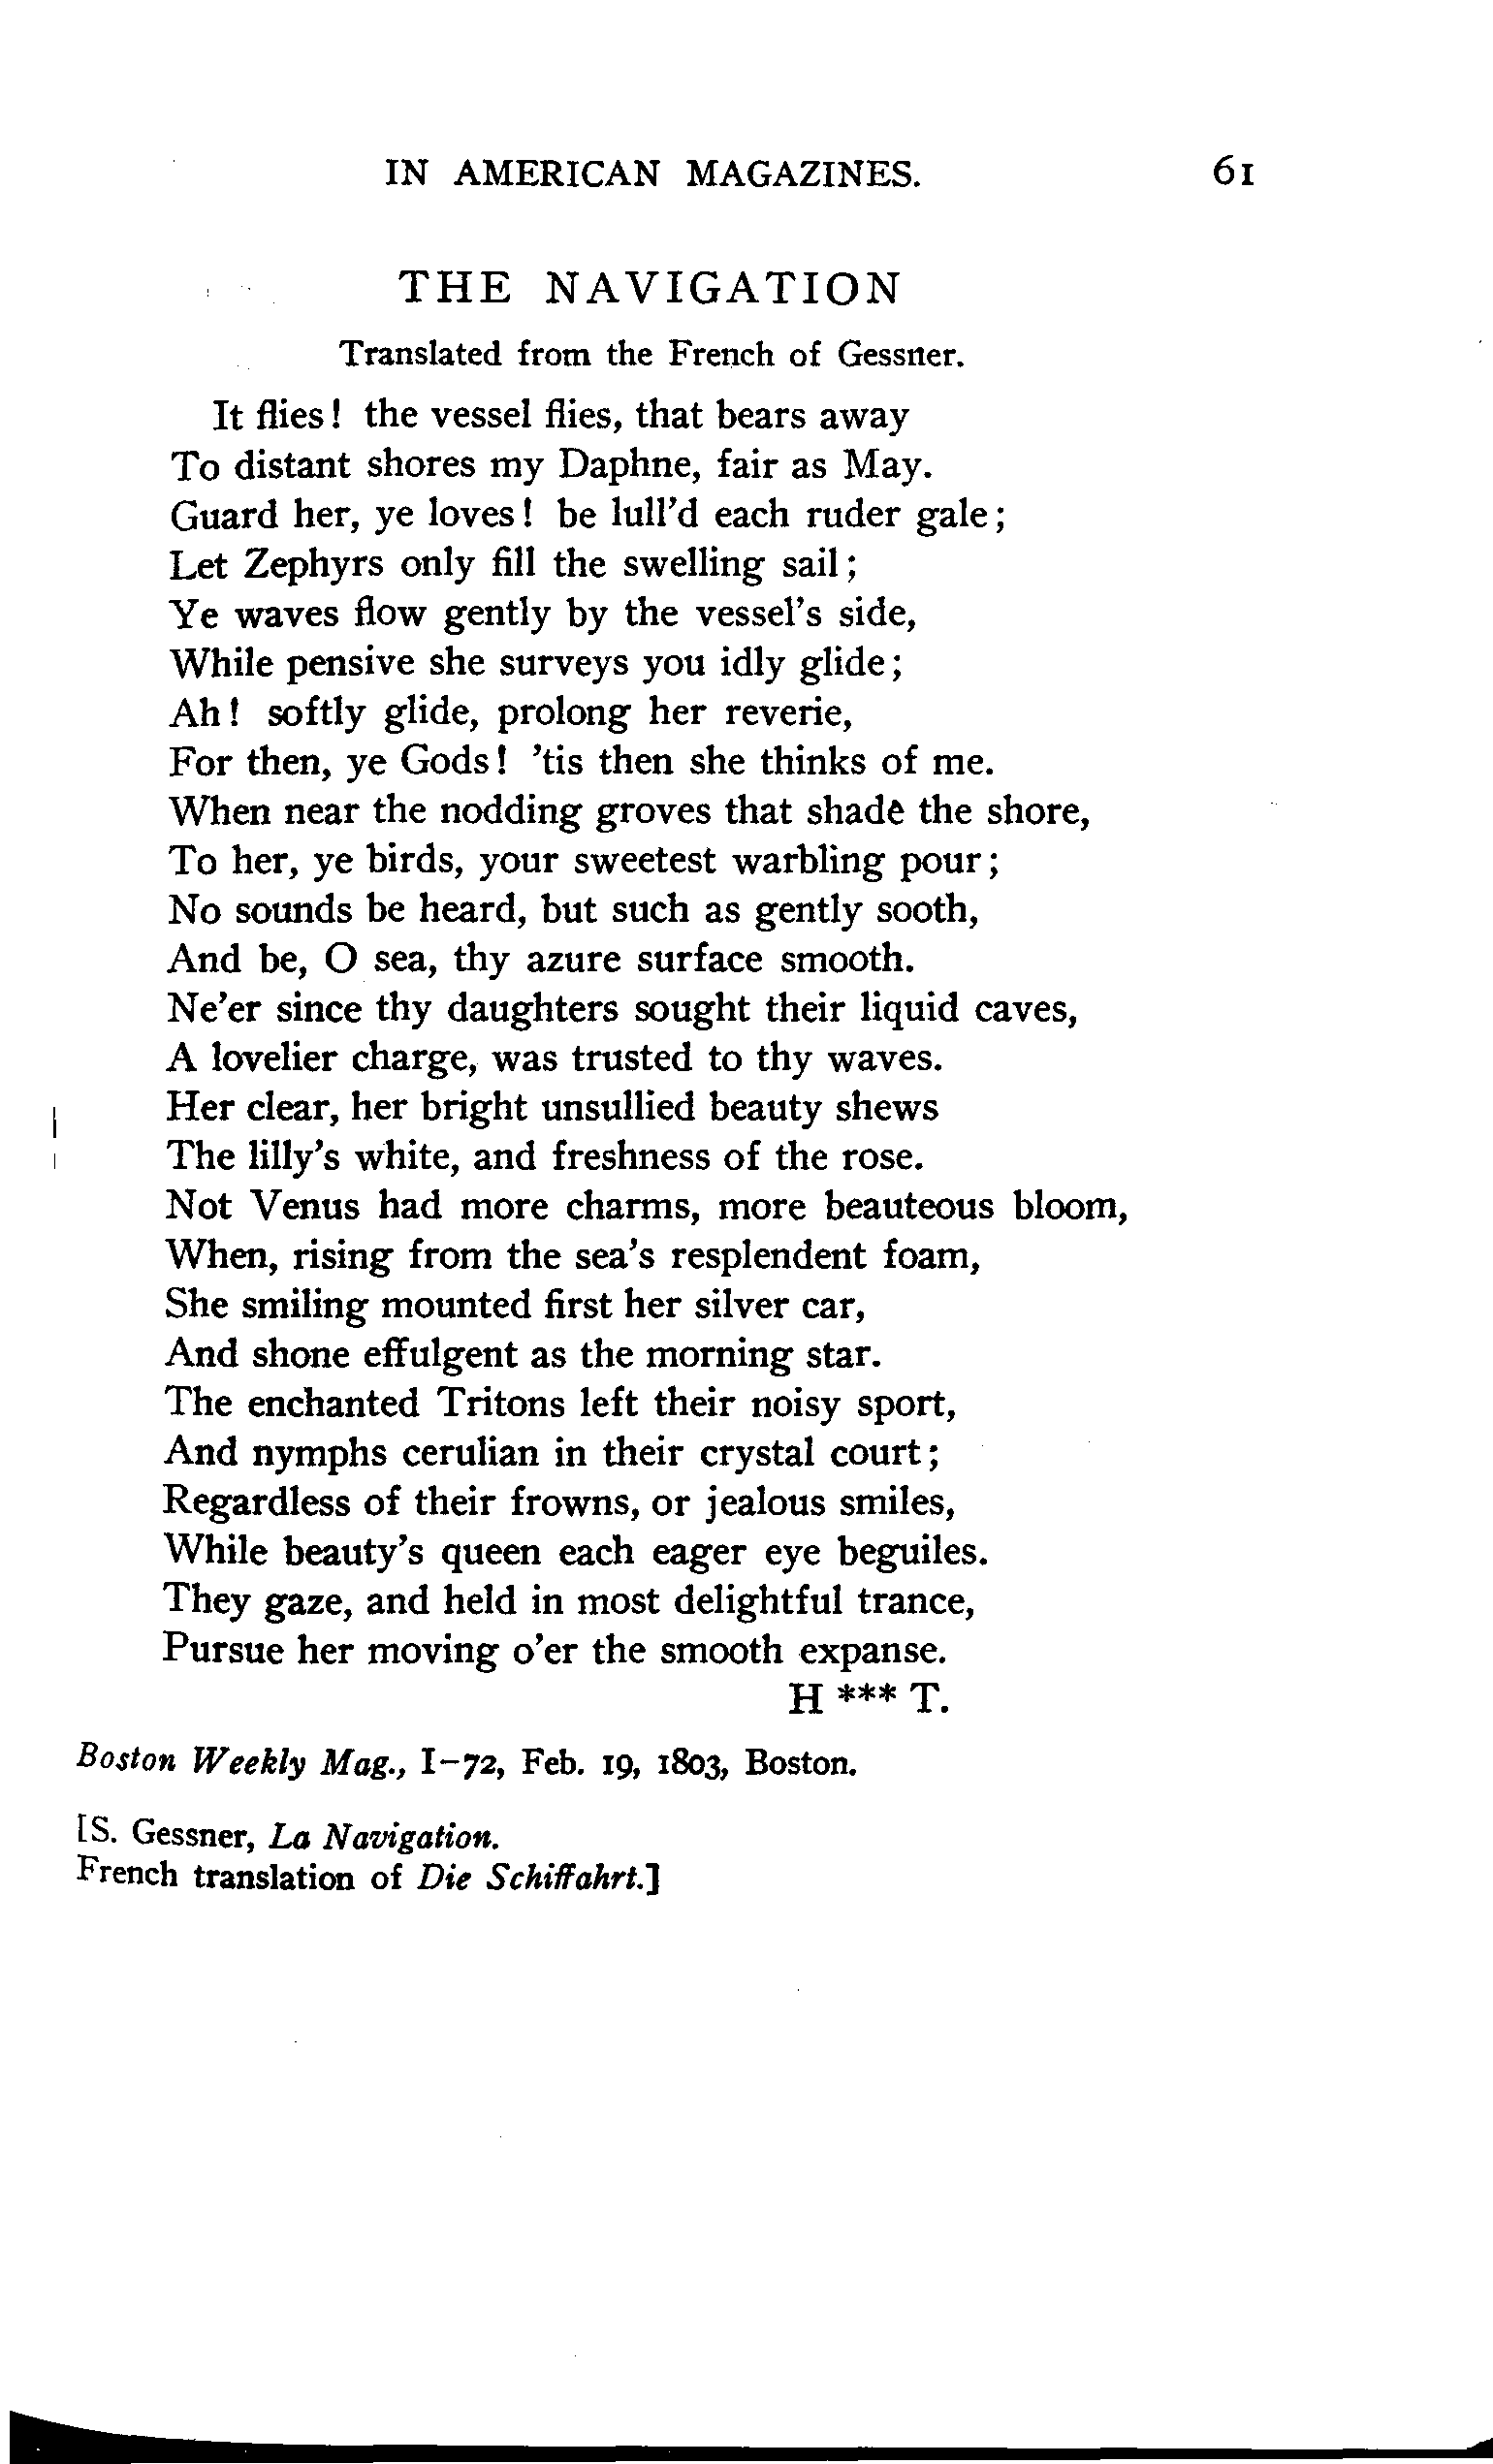 IN AMERICAN MAGAZINES. 61
THE NAVIGATION
Translated from the French of Gessner.
It flies! the vessel flies, that bears away
To distant shores my Daphne, fair as May.
Guard her, ye loves! be lull'd each ruder gale;
Let Zephyrs only fill the swelling sail;
Ye waves flow gently by the vessel's side,
While pensive she surveys you idly glide;
Ah! softly glide, prolong her reverie,
For then, ye Gods! 'tis then she thinks of me.
When near the nodding groves that shade the shore,
To her, ye birds, your sweetest warbling pour;
No sounds be heard, but such as gently sooth,
And be, O sea, thy azure surface smooth.
Ne'er since thy daughters sought their liquid caves,
A lovelier charge, was trusted to thy waves.
Her clear, her bright unsullied beauty shews
The lilly's white, and freshness of the rose.
Not Venus had more charms, more beauteous bloom,
When, rising from the sea's resplendent foam,
She smiling mounted first her silver car,
And shone effulgent as the morning star.
The enchanted Tritons left their noisy sport,
And nymphs cerulian in their crystal court;
Regardless of their frowns, or jealous smiles,
While beauty's queen each eager eye beguiles.
They gaze, and held in most delightful trance,
Pursue her moving o'er the smooth expanse.
H *** T.
Boston Weekly Mag., I-72, Feb. 19, 1803, Boston.
[S. Gessner, La Navigation.
French translation of Die Schiffahrt.]